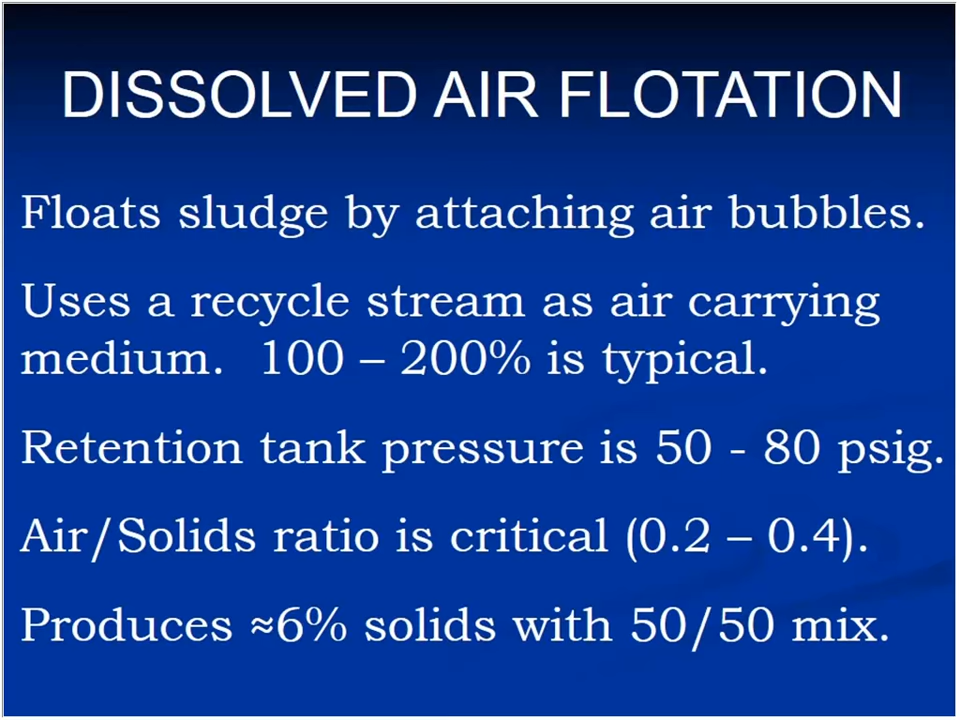 DISSOLVED AIR FLOTATION
Floats sludge by attaching air bubbles.
Uses a recycle stream as air carrying
medium.  100 – 200% is typical.
Retention tank pressure is 50 - 80 psig.
Air/Solids ratio is critical (0.2 – 0.4).
Produces ≈6% solids with 50/50 mix.